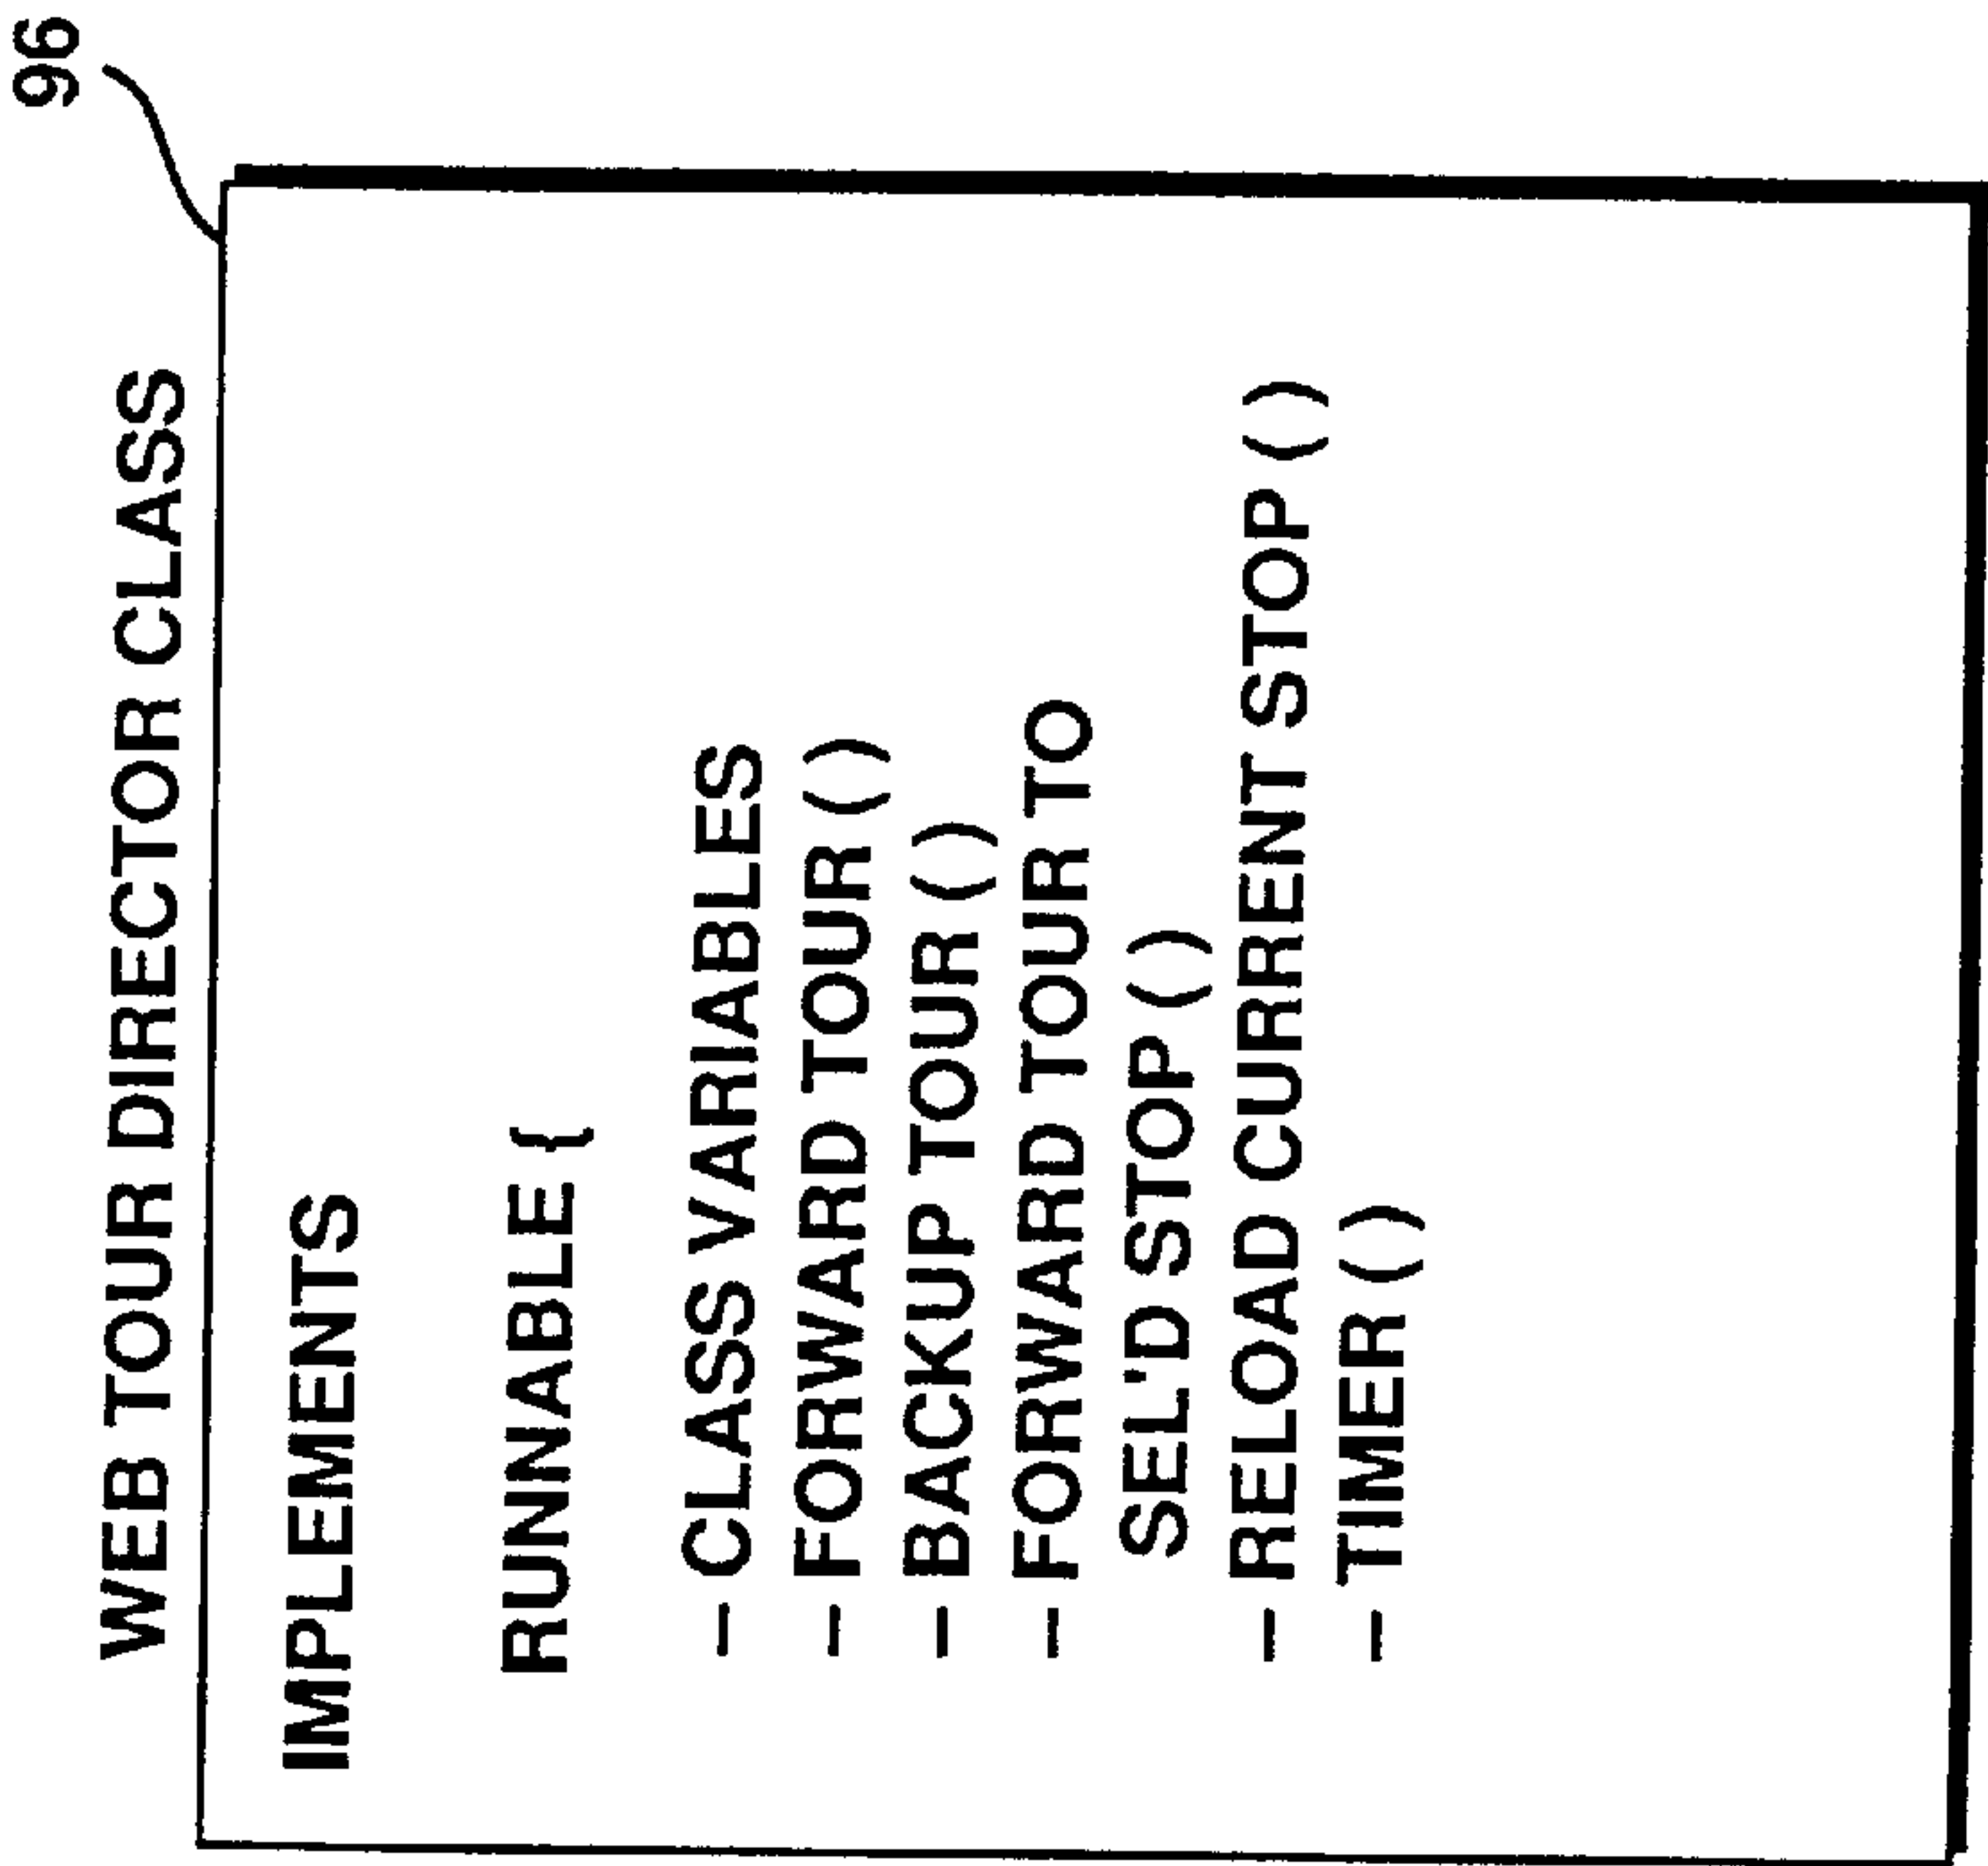 96
WEB TOUR DIRECTOR CLASS
IMPLEMENTS
RUNNABLE {
– CLASS VARIABLES
– FORWARD TOUR ( )
– BACKUP TOUR ( )
– FORWARD TOUR TO
SEL'D STOP ( )
– RELOAD CURRENT STOP ( )
– TIMER ( )